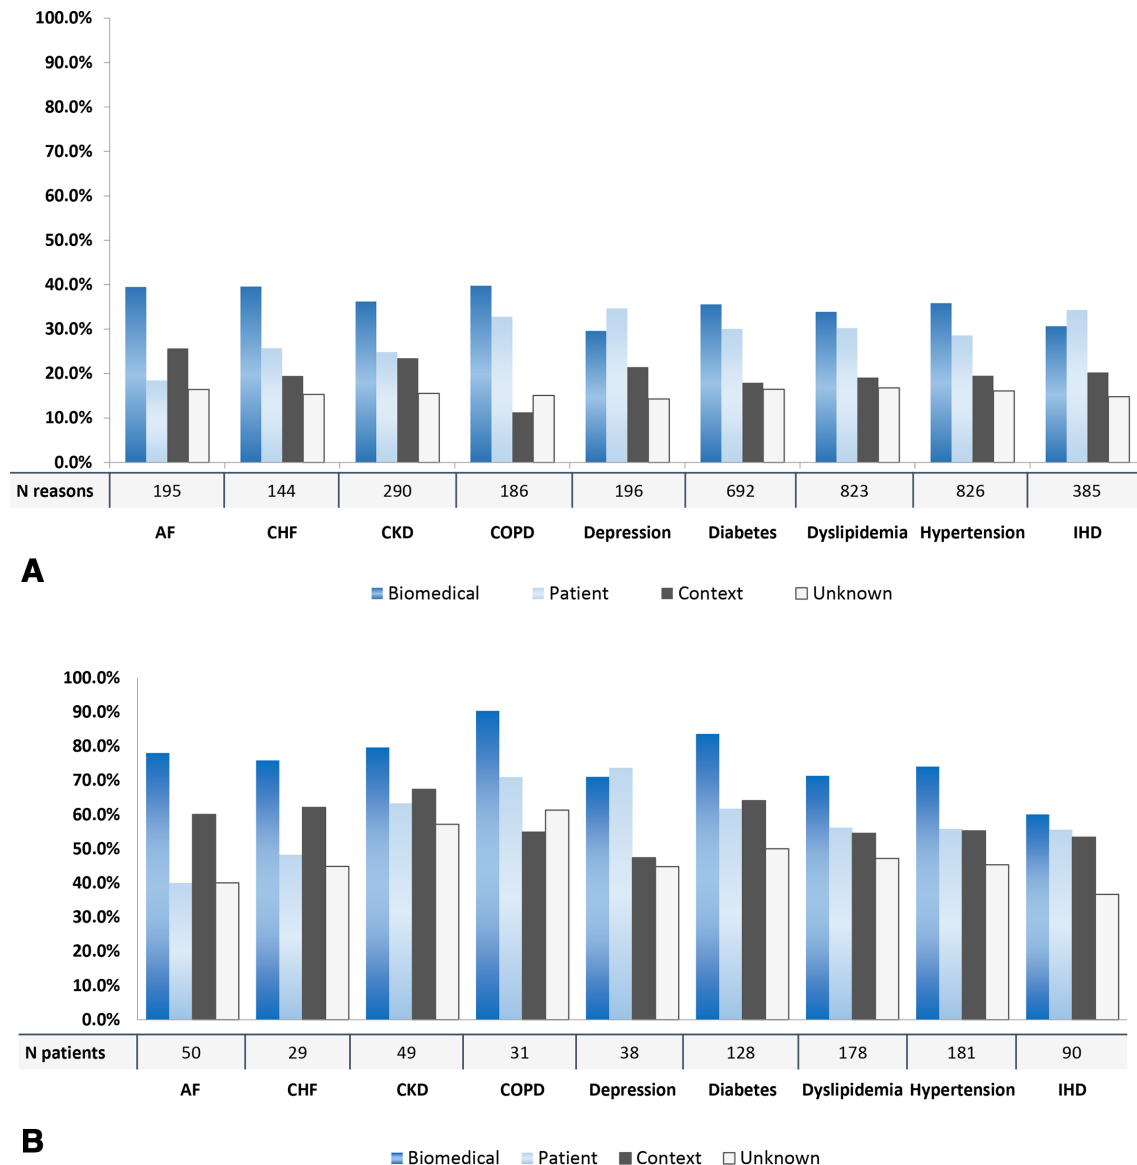 100.0%
90.0%
80.0%
70.0%
60.0%
50.0%
40.0%
30.0%
20.0%
10.0%
0.0%
N reasons 195 144 290 186 196 692 823 826 385
AF CHF CKD COPD Depression Diabetes Dyslipidemia Hypertension IHD
A
Biomedical Patient Context Unknown
100.0%
90.0%
80.0%
70.0%
60.0%
50.0%
40.0%
30.0%
20.0%
10.0%
0.0%
N patients 50 29 49 31 38 128 178 181 90
AF CHF CKD COPD Depression Diabetes Dyslipidemia Hypertension IHD
B
Biomedical Patient Context Unknown